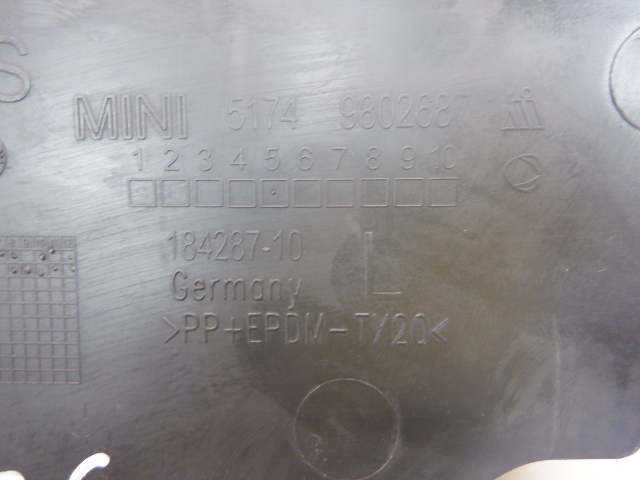 S
MINI 5174 9802687
1 2 3 4 5 6 7 8 9 10
184287-10 L
Germany
>PP+EPDM-TX20<